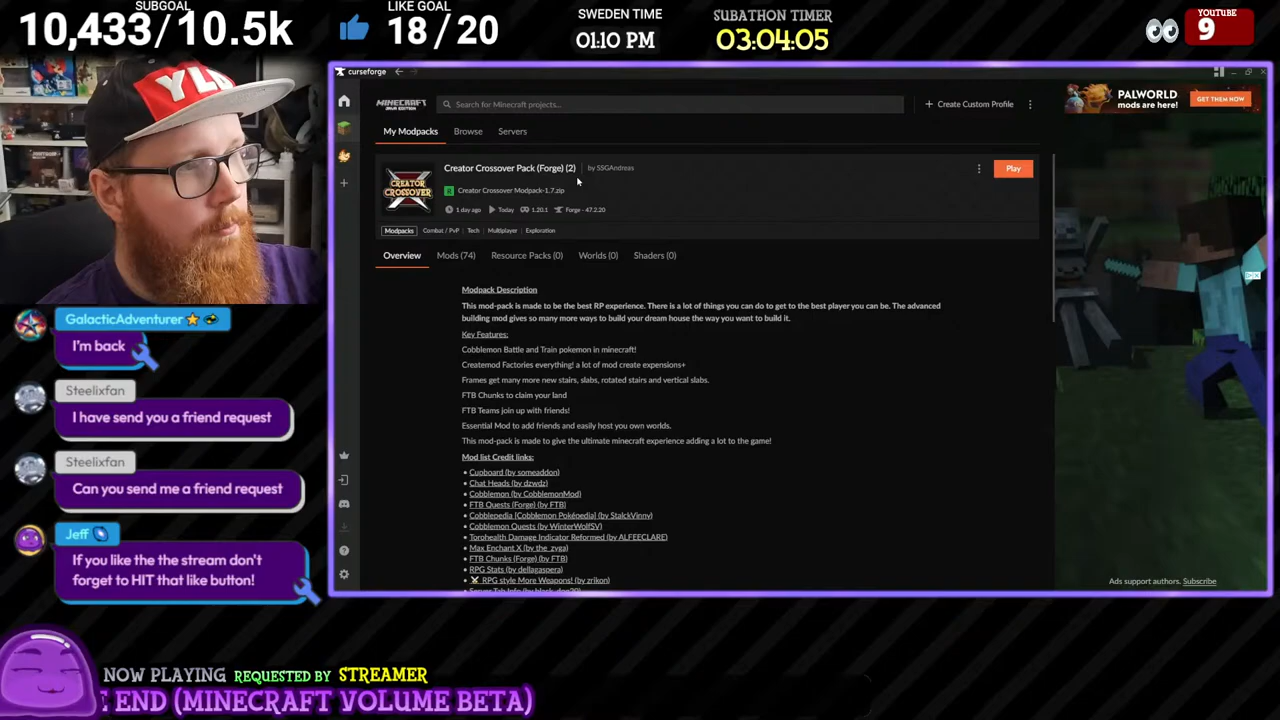 SUBGOAL
10,433/10.5k
LIKE GOAL
18/20
SWEDEN TIME
01:10 PM
SUBATHON TIMER
03:04:05
YOUTUBE
9
YLD
curseforge
MINECRAFT
JAVA EDITION
Search for Minecraft projects...
Create Custom Profile
PALWORLD
mods are here!
GET THEM NOW
My Modpacks
Browse
Servers
CREATOR
CROSSOVER
Creator Crossover Pack (Forge) (2)
by SSGAndreas
Play
R
Creator Crossover Modpack-1.7.zip
1 day ago
Today
1.20.1
Forge - 47.2.20
Modpacks
Combat / PvP
Tech
Multiplayer
Exploration
Overview
Mods (74)
Resource Packs (0)
Worlds (0)
Shaders (0)
Modpack Description
This mod-pack is made to be the best RP experience. There is a lot of things you can do to get to the best player you can be. The advanced
building mod gives so many more ways to build your dream house the way you want to build it.
Key Features:
Cobblemon Battle and Train pokemon in minecraft!
Createmod Factories everything! a lot of mod create expensions+
Frames get many more new stairs, slabs, rotated stairs and vertical slabs.
FTB Chunks to claim your land
FTB Teams join up with friends!
Essential Mod to add friends and easily host you own worlds.
This mod-pack is made to give the ultimate minecraft experience adding a lot to the game!
Mod list Credit links:
• Cupboard (by someaddon)
• Chat Heads (by dzwdz)
• Cobblemon (by CobblemonMod)
• FTB Quests (Forge) (by FTB)
• Cobblepedia [Cobblemon Poképedia] (by StalckVinny)
• Cobblemon Quests (by WinterWolfSV)
• Torohealth Damage Indicator Reformed (by ALFEECLARE)
• Max Enchant X (by the_zyga)
• FTB Chunks (Forge) (by FTB)
• RPG Stats (by dellagaspera)
• RPG style More Weapons! (by zrikon)
Ads support authors. Subscribe
GalacticAdventurer
I'm back
Steelixfan
I have send you a friend request
Steelixfan
Can you send me a friend request
Jeff
If you like the the stream don't
forget to HIT that like button!
NOW PLAYING REQUESTED BY STREAMER
END (MINECRAFT VOLUME BETA)